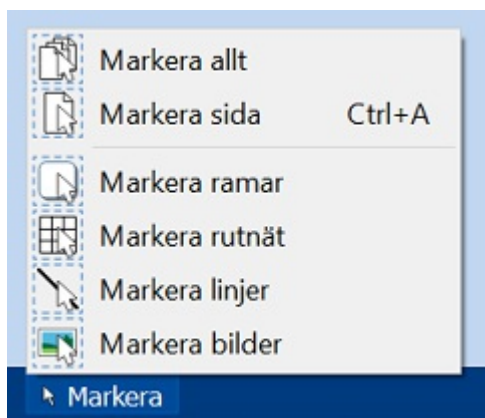 Markera allt
Markera sida Ctrl+A
Markera ramar
Markera rutnät
Markera linjer
Markera bilder
Markera